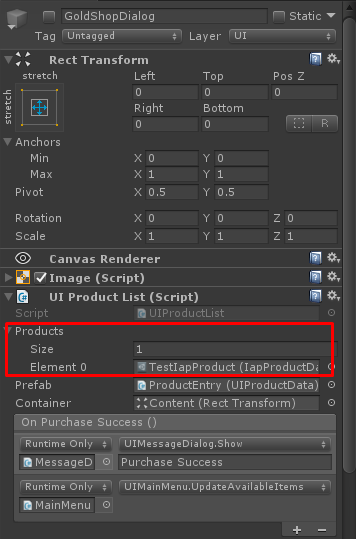 GoldShopDialog Static
Tag Untagged Layer UI
Rect Transform
stretch Left Top Pos Z
stretch 0 0 0
Right Bottom
0 0 R
Anchors
Min X 0 Y 0
Max X 1 Y 1
Pivot X 0.5 Y 0.5
Rotation X 0 Y 0 Z 0
Scale X 1 Y 1 Z 1
Canvas Renderer
Image (Script)
UI Product List (Script)
Script UIProductList
Products
Size 1
Element 0 TestIapProduct (IapProductDa
Prefab ProductEntry (UIProductData)
Container Content (Rect Transform)
On Purchase Success ()
Runtime Only UIMessageDialog.Show
MessageD Purchase Success
Runtime Only UIMainMenu.UpdateAvailableItems
MainMenu
+ −